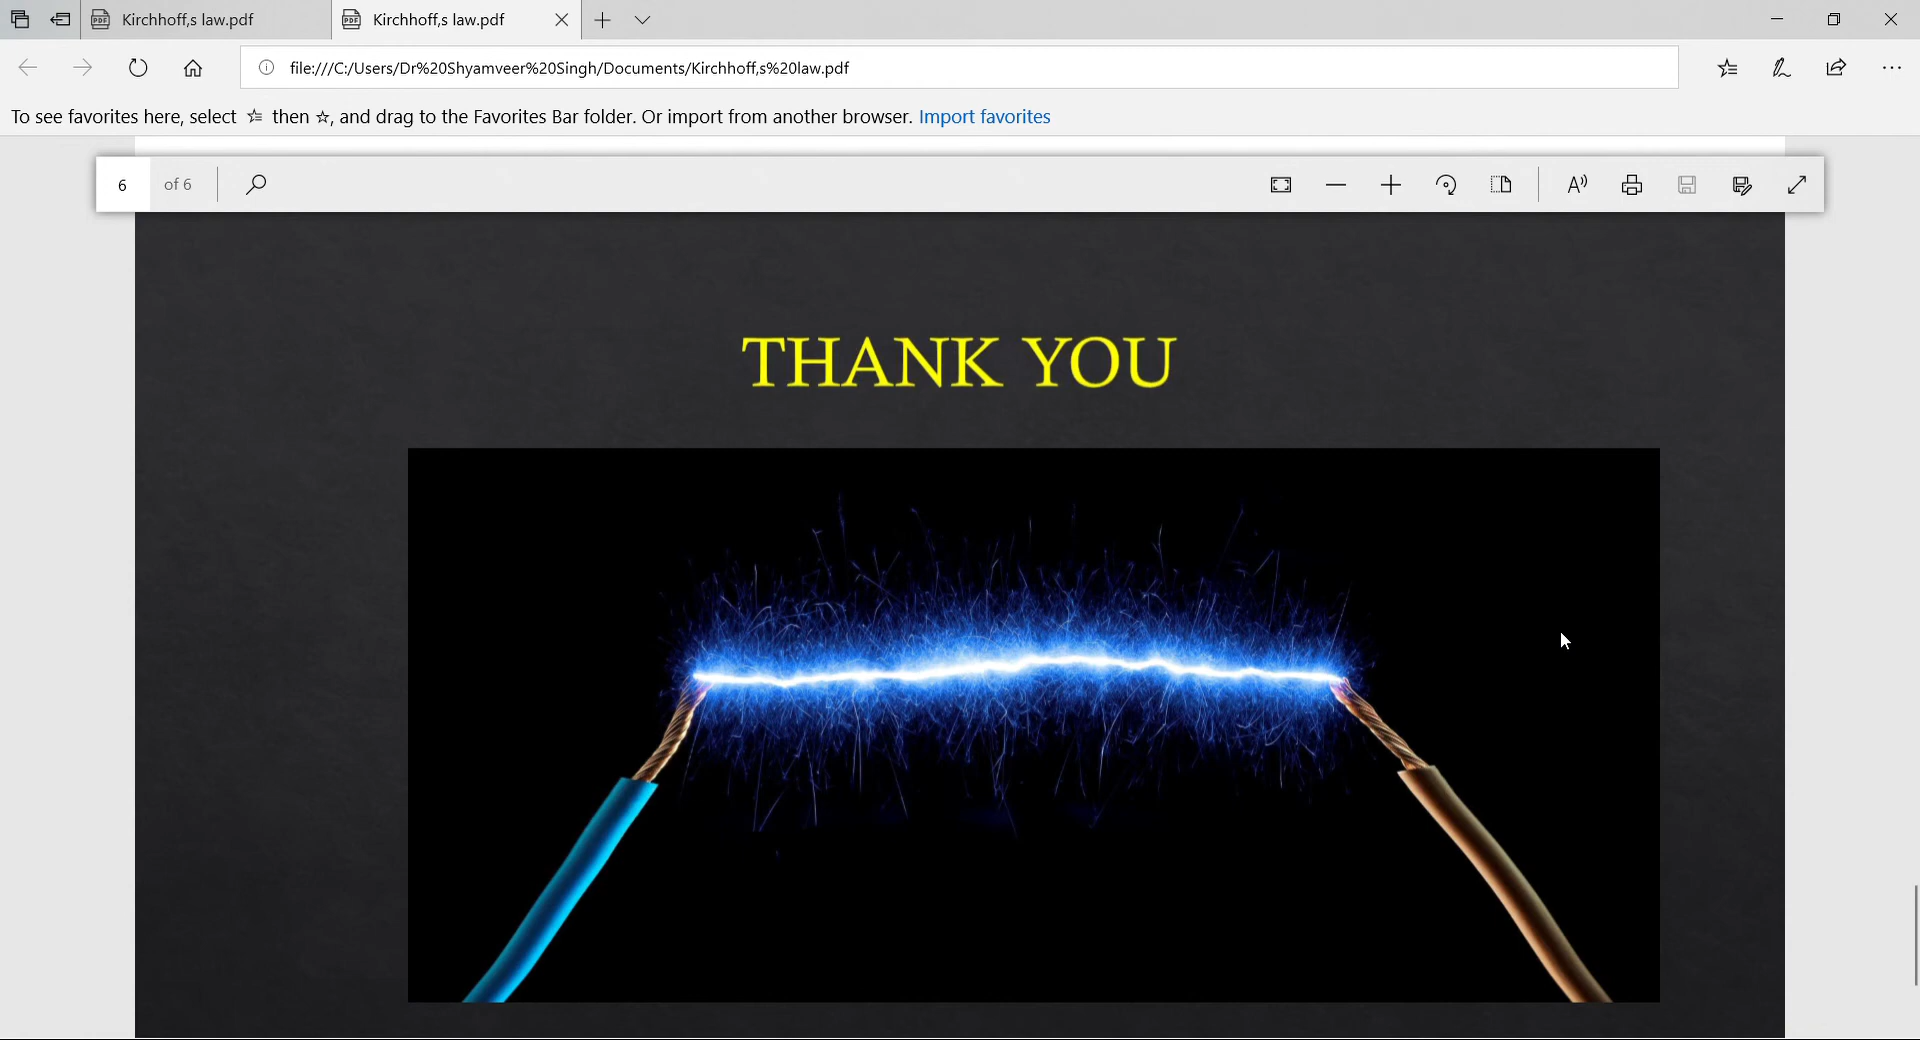 Kirchhoff,s law.pdf
Kirchhoff,s law.pdf
file:///C:/Users/Dr%20Shyamveer%20Singh/Documents/Kirchhoff,s%20law.pdf
To see favorites here, select ☆ then ☆, and drag to the Favorites Bar folder. Or import from another browser. Import favorites
6 of 6
THANK YOU